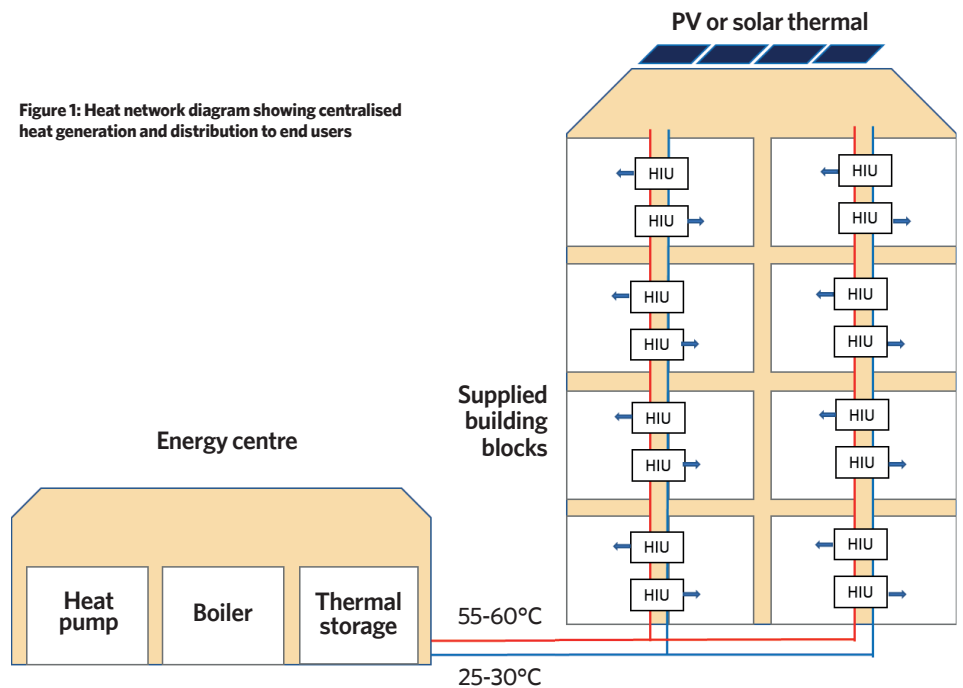 PV or solar thermal
Figure 1: Heat network diagram showing centralised
heat generation and distribution to end users
HIU
HIU
HIU
HIU
HIU
HIU
HIU
HIU
Supplied
building
blocks
HIU
HIU
HIU
HIU
HIU
HIU
HIU
HIU
Energy centre
Heat
pump
Boiler
Thermal
storage
55-60°C
25-30°C